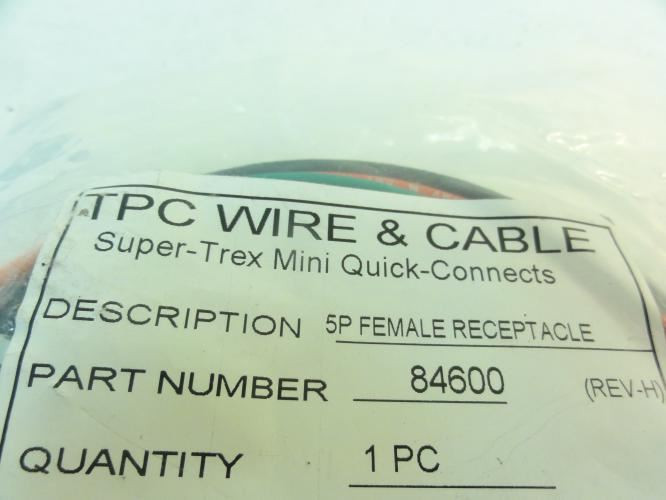 TPC WIRE & CABLE
Super-Trex Mini Quick-Connects
DESCRIPTION 5P FEMALE RECEPTACLE
PART NUMBER 84600 (REV-H)
QUANTITY 1 PC